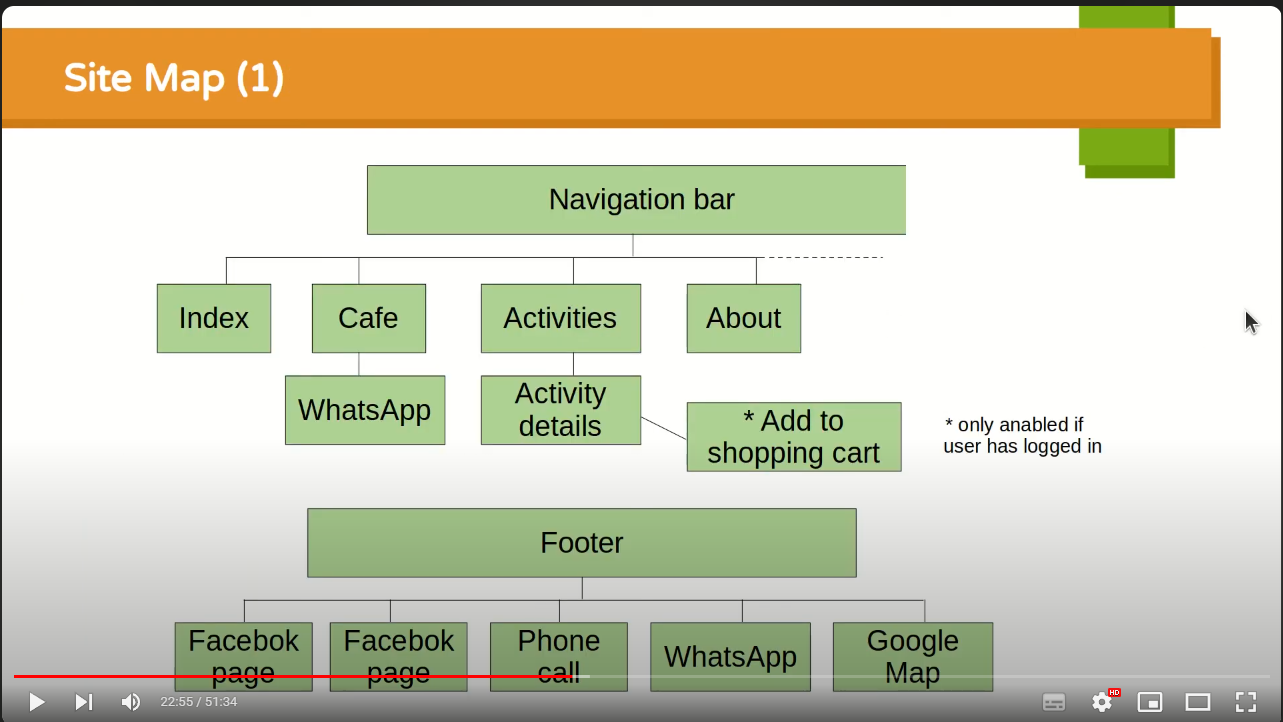 Site Map (1)
Navigation bar
Index
Cafe
Activities
About
WhatsApp
Activity
details
* Add to
shopping cart
* only anabled if
user has logged in
Footer
Facebok
page
Facebok
page
Phone
call
WhatsApp
Google
Map
22:55 / 51:34
HD